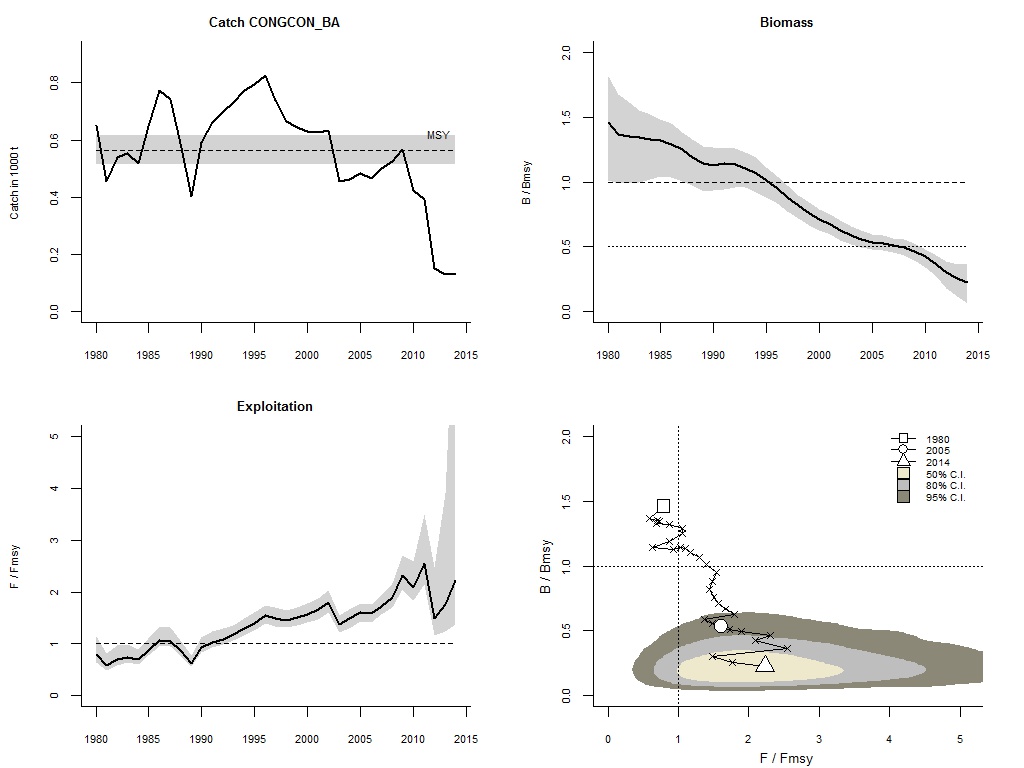 Catch CONGCON_BA
Catch in 1000 t
0.0 0.2 0.4 0.6 0.8
MSY
1980 1985 1990 1995 2000 2005 2010 2015
Biomass
B / Bmsy
0.0 0.5 1.0 1.5 2.0
1980 1985 1990 1995 2000 2005 2010 2015
Exploitation
F / Fmsy
0 1 2 3 4 5
1980 1985 1990 1995 2000 2005 2010 2015
B / Bmsy
0.0 0.5 1.0 1.5 2.0
1980
2005
2014
50% C.I.
80% C.I.
95% C.I.
0 1 2 3 4 5
F / Fmsy